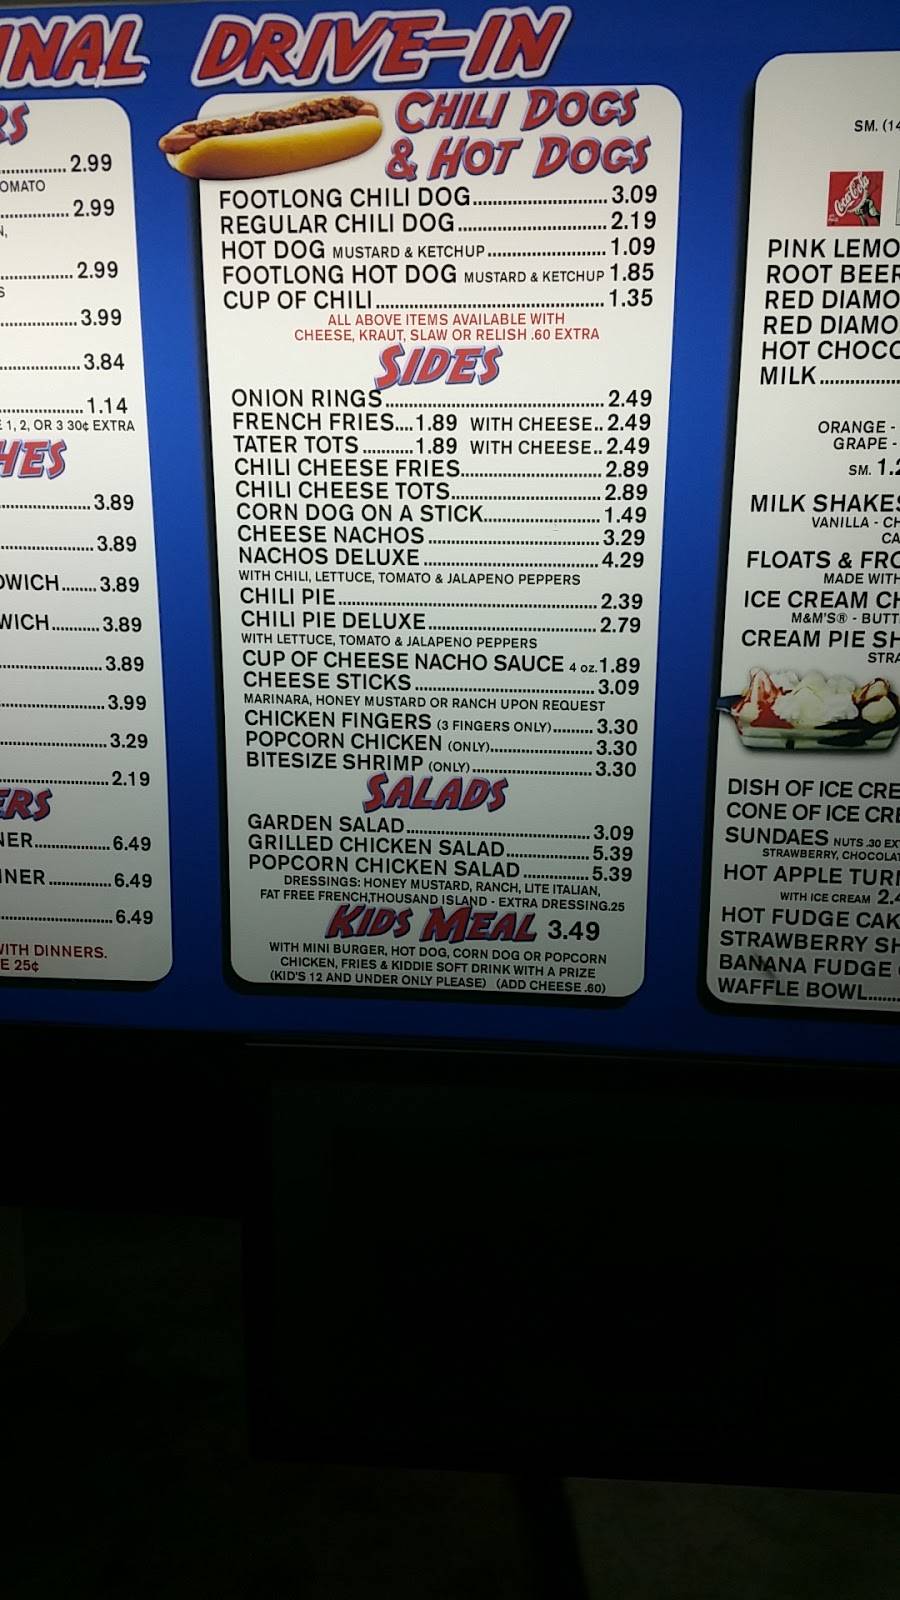 DRIVE-IN
2.99
2.99
2.99
3.99
3.84
1.14
1, 2, OR 3 30¢ EXTRA
3.89
3.89
3.89
3.89
3.89
3.99
3.29
2.19
6.49
6.49
6.49
WITH DINNERS.
25¢
CHILI DOGS
& HOT DOGS
FOOTLONG CHILI DOG 3.09
REGULAR CHILI DOG 2.19
HOT DOG MUSTARD & KETCHUP 1.09
FOOTLONG HOT DOG MUSTARD & KETCHUP 1.85
CUP OF CHILI 1.35
ALL ABOVE ITEMS AVAILABLE WITH
CHEESE, KRAUT, SLAW OR RELISH .60 EXTRA
SIDES
ONION RINGS 2.49
FRENCH FRIES....1.89 WITH CHEESE.. 2.49
TATER TOTS 1.89 WITH CHEESE.. 2.49
CHILI CHEESE FRIES 2.89
CHILI CHEESE TOTS 2.89
CORN DOG ON A STICK 1.49
CHEESE NACHOS 3.29
NACHOS DELUXE 4.29
WITH CHILI, LETTUCE, TOMATO & JALAPENO PEPPERS
CHILI PIE 2.39
CHILI PIE DELUXE 2.79
WITH LETTUCE, TOMATO & JALAPENO PEPPERS
CUP OF CHEESE NACHO SAUCE 4 oz. 1.89
CHEESE STICKS 3.09
MARINARA, HONEY MUSTARD OR RANCH UPON REQUEST
CHICKEN FINGERS (3 FINGERS ONLY) 3.30
POPCORN CHICKEN (ONLY) 3.30
BITESIZE SHRIMP (ONLY) 3.30
SALADS
GARDEN SALAD 3.09
GRILLED CHICKEN SALAD 5.39
POPCORN CHICKEN SALAD 5.39
DRESSINGS: HONEY MUSTARD, RANCH, LITE ITALIAN,
FAT FREE FRENCH,THOUSAND ISLAND - EXTRA DRESSING.25
KIDS MEAL 3.49
WITH MINI BURGER, HOT DOG, CORN DOG OR POPCORN
CHICKEN, FRIES & KIDDIE SOFT DRINK WITH A PRIZE
(KID'S 12 AND UNDER ONLY PLEASE) (ADD CHEESE .60)
SM. (14
Coca-Cola
PINK LEMO
ROOT BEER
RED DIAMO
RED DIAMO
HOT CHOCO
MILK
ORANGE -
GRAPE -
SM. 1.2
MILK SHAKES
VANILLA - CH
CA
FLOATS & FRO
MADE WITH
ICE CREAM CH
M&M'S® - BUTT
CREAM PIE SH
STRA
DISH OF ICE CRE
CONE OF ICE CRE
SUNDAES NUTS .30 EX
STRAWBERRY, CHOCOLAT
HOT APPLE TUR
WITH ICE CREAM 2.4
HOT FUDGE CAK
STRAWBERRY SH
BANANA FUDGE
WAFFLE BOWL